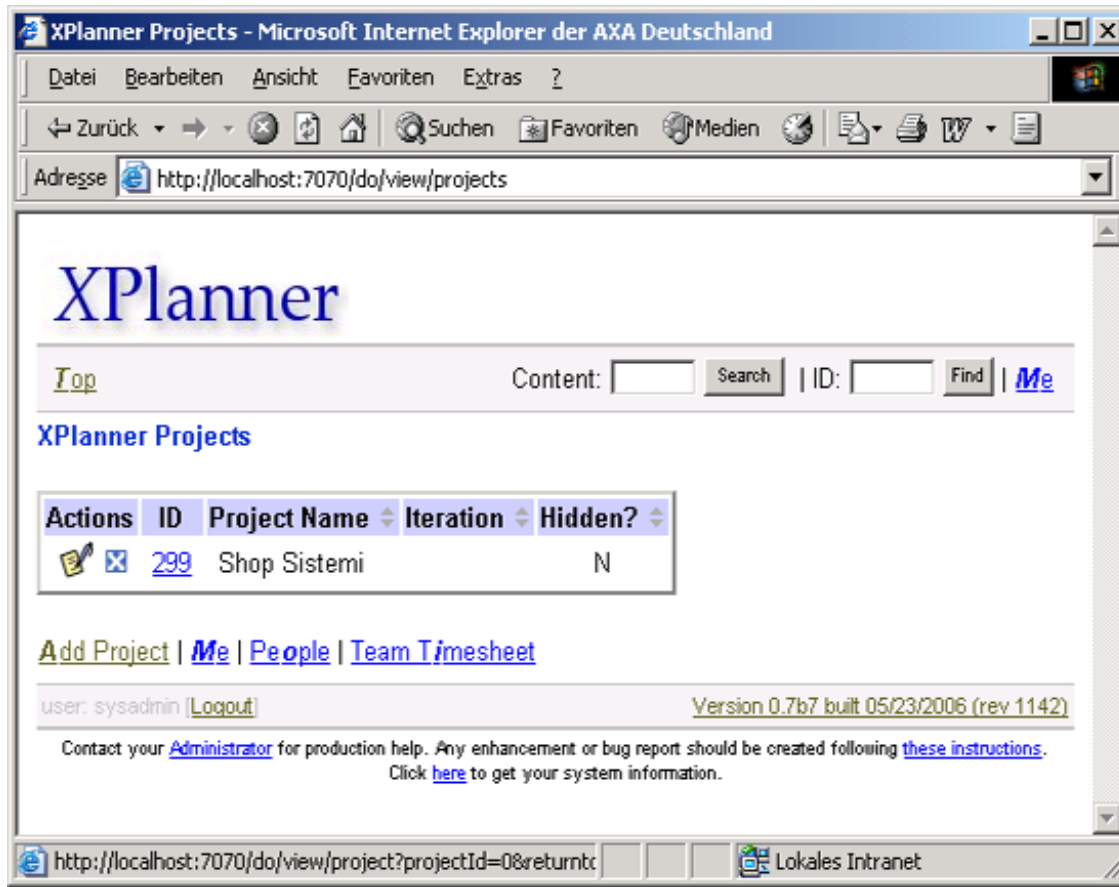 XPlanner Projects - Microsoft Internet Explorer der AXA Deutschland
Datei Bearbeiten Ansicht Favoriten Extras ?
Zurück Suchen Favoriten Medien
Adresse http://localhost:7070/do/view/projects
XPlanner
Top Content: Search | ID: Find | Me
XPlanner Projects
Actions ID Project Name Iteration Hidden?
299 Shop Sistemi N
Add Project | Me | People | Team Timesheet
user: sysadmin [Logout] Version 0.7b7 built 05/23/2006 (rev 1142)
Contact your Administrator for production help. Any enhancement or bug report should be created following these instructions.
Click here to get your system information.
http://localhost:7070/do/view/project?projectId=0&returnto Lokales Intranet